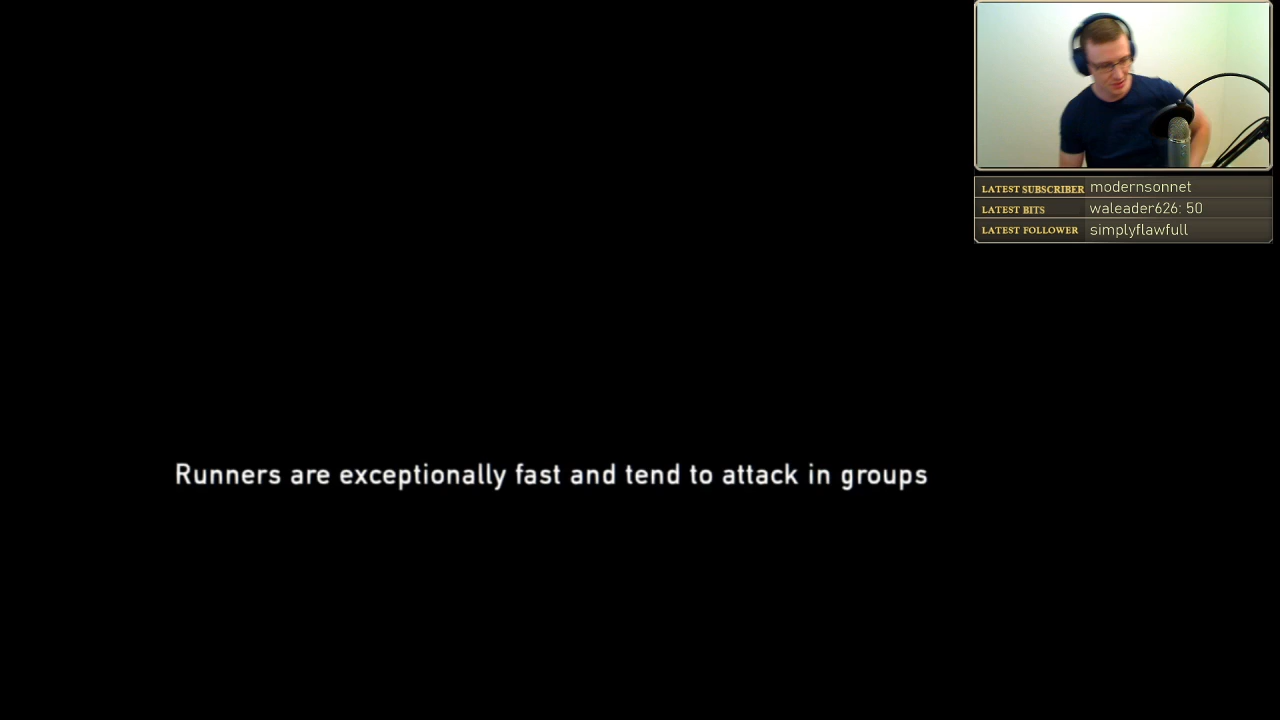 LATEST SUBSCRIBER modernsonnet
LATEST BITS waleader626: 50
LATEST FOLLOWER simplyflawfull
Runners are exceptionally fast and tend to attack in groups